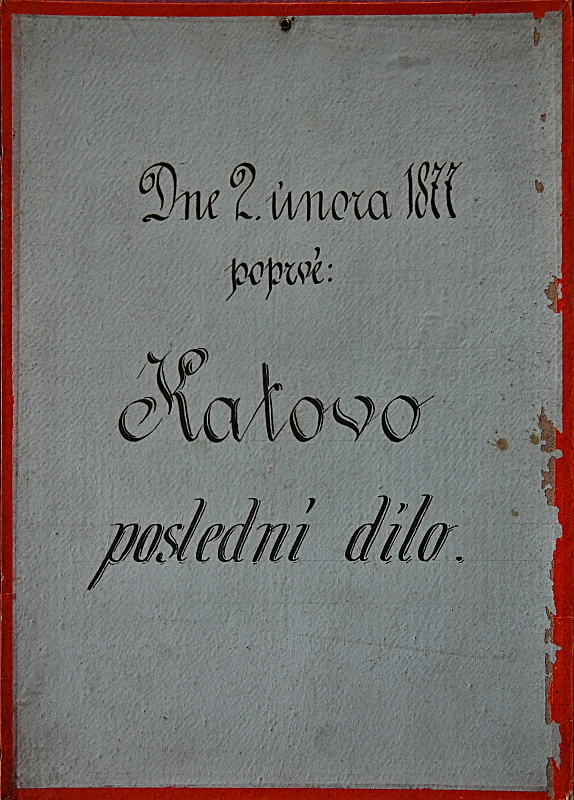 Dne 2. února 1877
poprvé:
Katovo
poslední dílo.